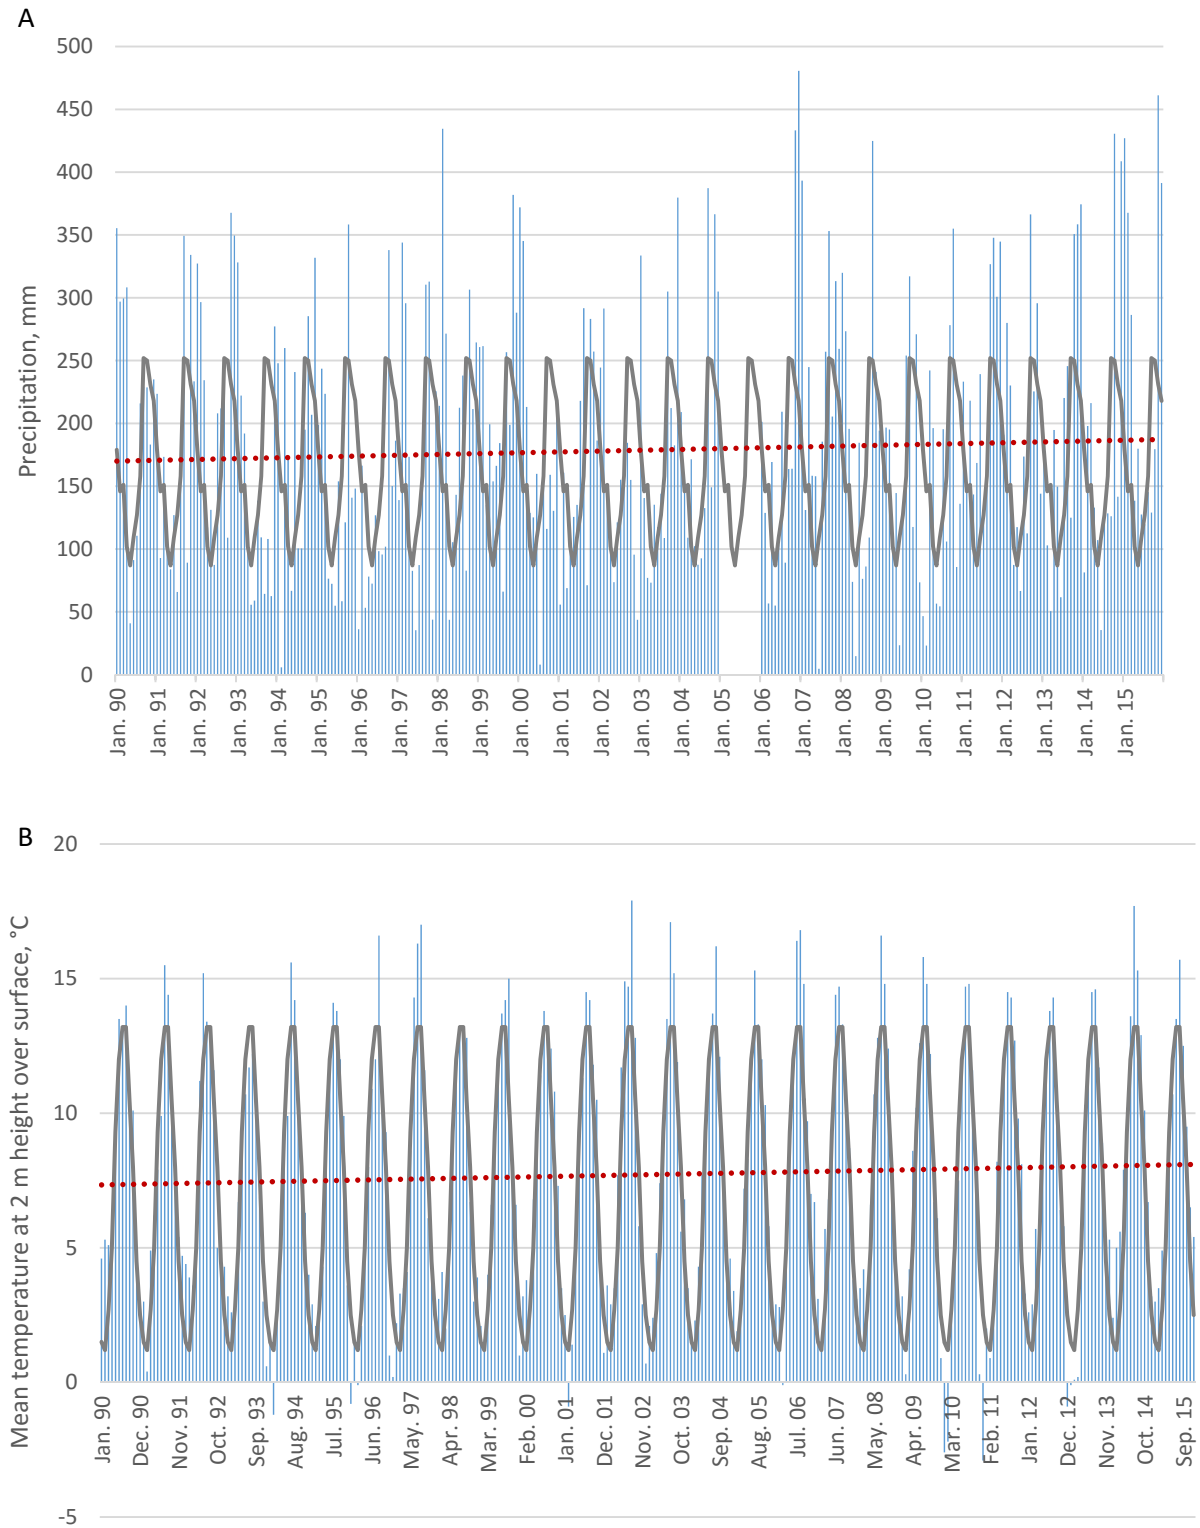 A
500
450
400
350
300
250
200
150
100
50
0
Precipitation, mm
Jan. 90
Jan. 91
Jan. 92
Jan. 93
Jan. 94
Jan. 95
Jan. 96
Jan. 97
Jan. 98
Jan. 99
Jan. 00
Jan. 01
Jan. 02
Jan. 03
Jan. 04
Jan. 05
Jan. 06
Jan. 07
Jan. 08
Jan. 09
Jan. 10
Jan. 11
Jan. 12
Jan. 13
Jan. 14
Jan. 15
B
20
15
10
5
0
-5
Mean temperature at 2 m height over surface, °C
Jan. 90
Dec. 90
Nov. 91
Oct. 92
Sep. 93
Aug. 94
Jul. 95
Jun. 96
May. 97
Apr. 98
Mar. 99
Feb. 00
Jan. 01
Dec. 01
Nov. 02
Oct. 03
Sep. 04
Aug. 05
Jul. 06
Jun. 07
May. 08
Apr. 09
Mar. 10
Feb. 11
Jan. 12
Dec. 12
Nov. 13
Oct. 14
Sep. 15